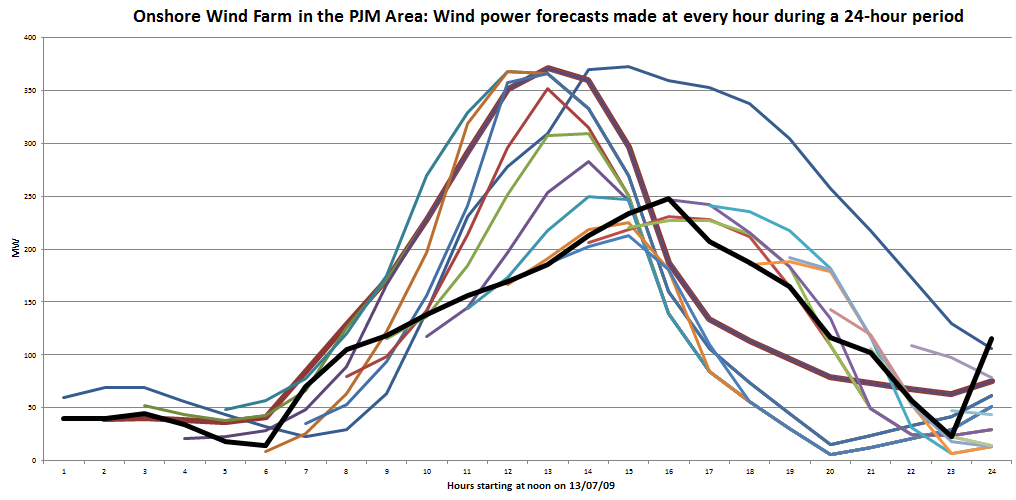 Onshore Wind Farm in the PJM Area: Wind power forecasts made at every hour during a 24-hour period
400
350
300
250
200
150
100
50
0
MW
1 2 3 4 5 6 7 8 9 10 11 12 13 14 15 16 17 18 19 20 21 22 23 24
Hours starting at noon on 13/07/09